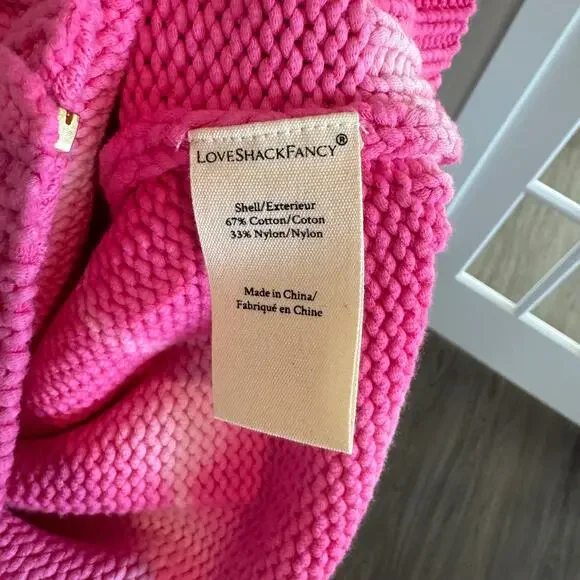 LOVESHACKFANCY®
Shell/Exterieur
67% Cotton/Coton
33% Nylon/Nylon
Made in China/
Fabriqué en Chine